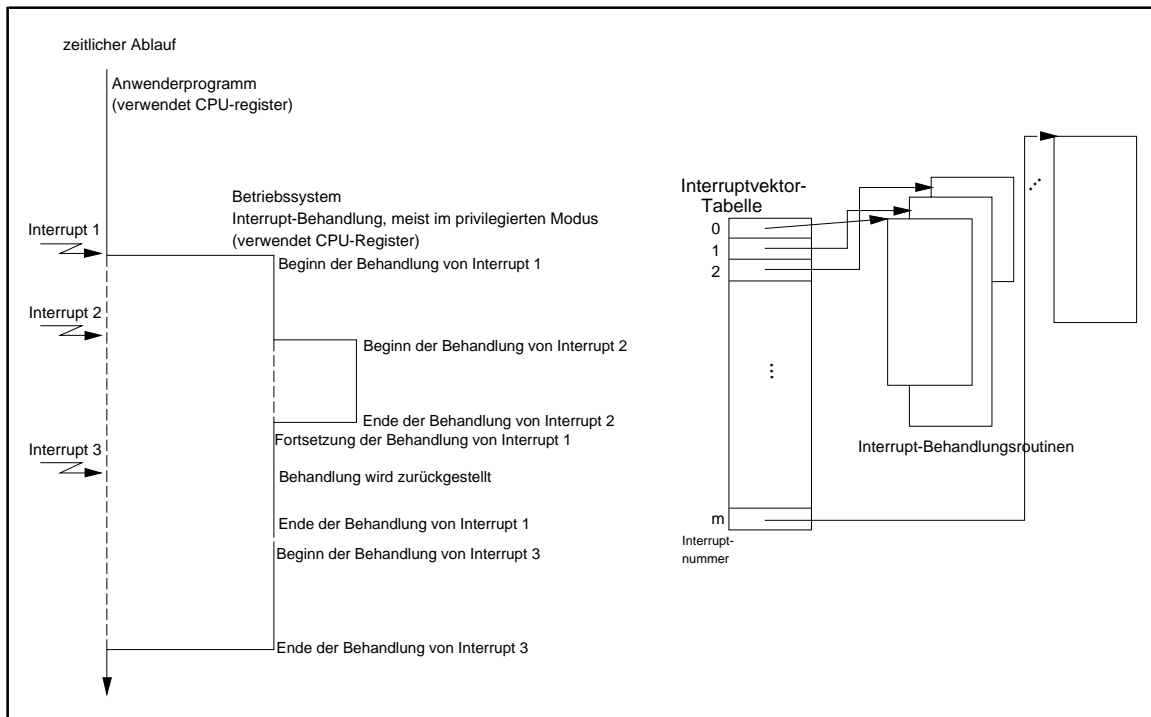 zeitlicher Ablauf
Anwenderprogramm
(verwendet CPU-register)
Betriebssystem
Interrupt-Behandlung, meist im privilegierten Modus
(verwendet CPU-Register)
Interrupt 1
Beginn der Behandlung von Interrupt 1
Interrupt 2
Beginn der Behandlung von Interrupt 2
Ende der Behandlung von Interrupt 2
Fortsetzung der Behandlung von Interrupt 1
Interrupt 3
Behandlung wird zurückgestellt
Ende der Behandlung von Interrupt 1
Beginn der Behandlung von Interrupt 3
Ende der Behandlung von Interrupt 3
Interruptvektor-
Tabelle
0
1
2
...
m
Interrupt-
nummer
...
Interrupt-Behandlungsroutinen